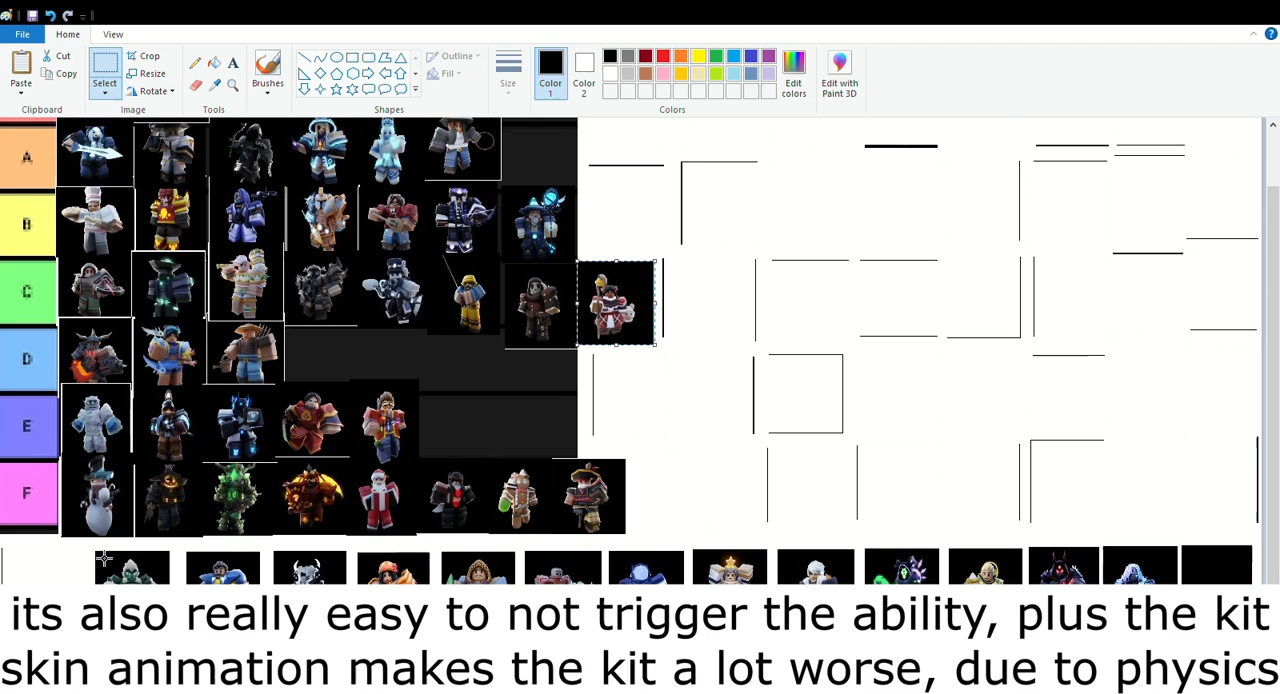 File Home View
Cut Crop Outline
Paste Copy Select Resize Brushes Fill Size Color Color Edit Edit with
Rotate 1 2 colors Paint 3D
Clipboard Image Tools Shapes Colors
A
B
C
D
E
F
its also really easy to not trigger the ability, plus the kit
skin animation makes the kit a lot worse, due to physics